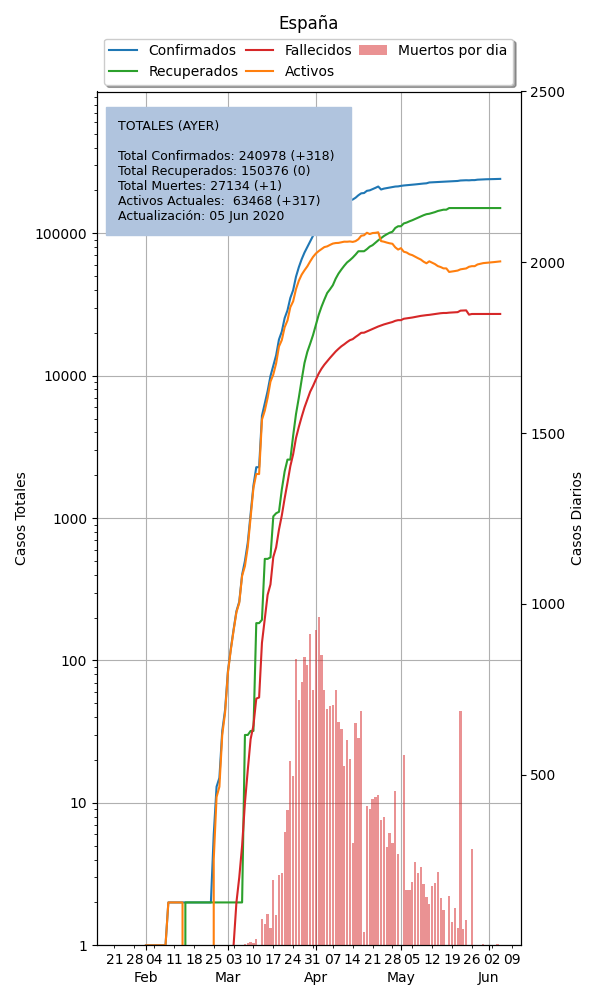 España
Confirmados Fallecidos Muertos por dia
Recuperados Activos
TOTALES (AYER)
Total Confirmados: 240978 (+318)
Total Recuperados: 150376 (0)
Total Muertes: 27134 (+1)
Activos Actuales:  63468 (+317)
Actualización: 05 Jun 2020
Casos Totales
100000
10000
1000
100
10
1
2500
2000
1500
1000
500
Casos Diarios
21 28 04 11 18 25 03 10 17 24 31 07 14 21 28 05 12 19 26 02 09
Feb Mar Apr May Jun